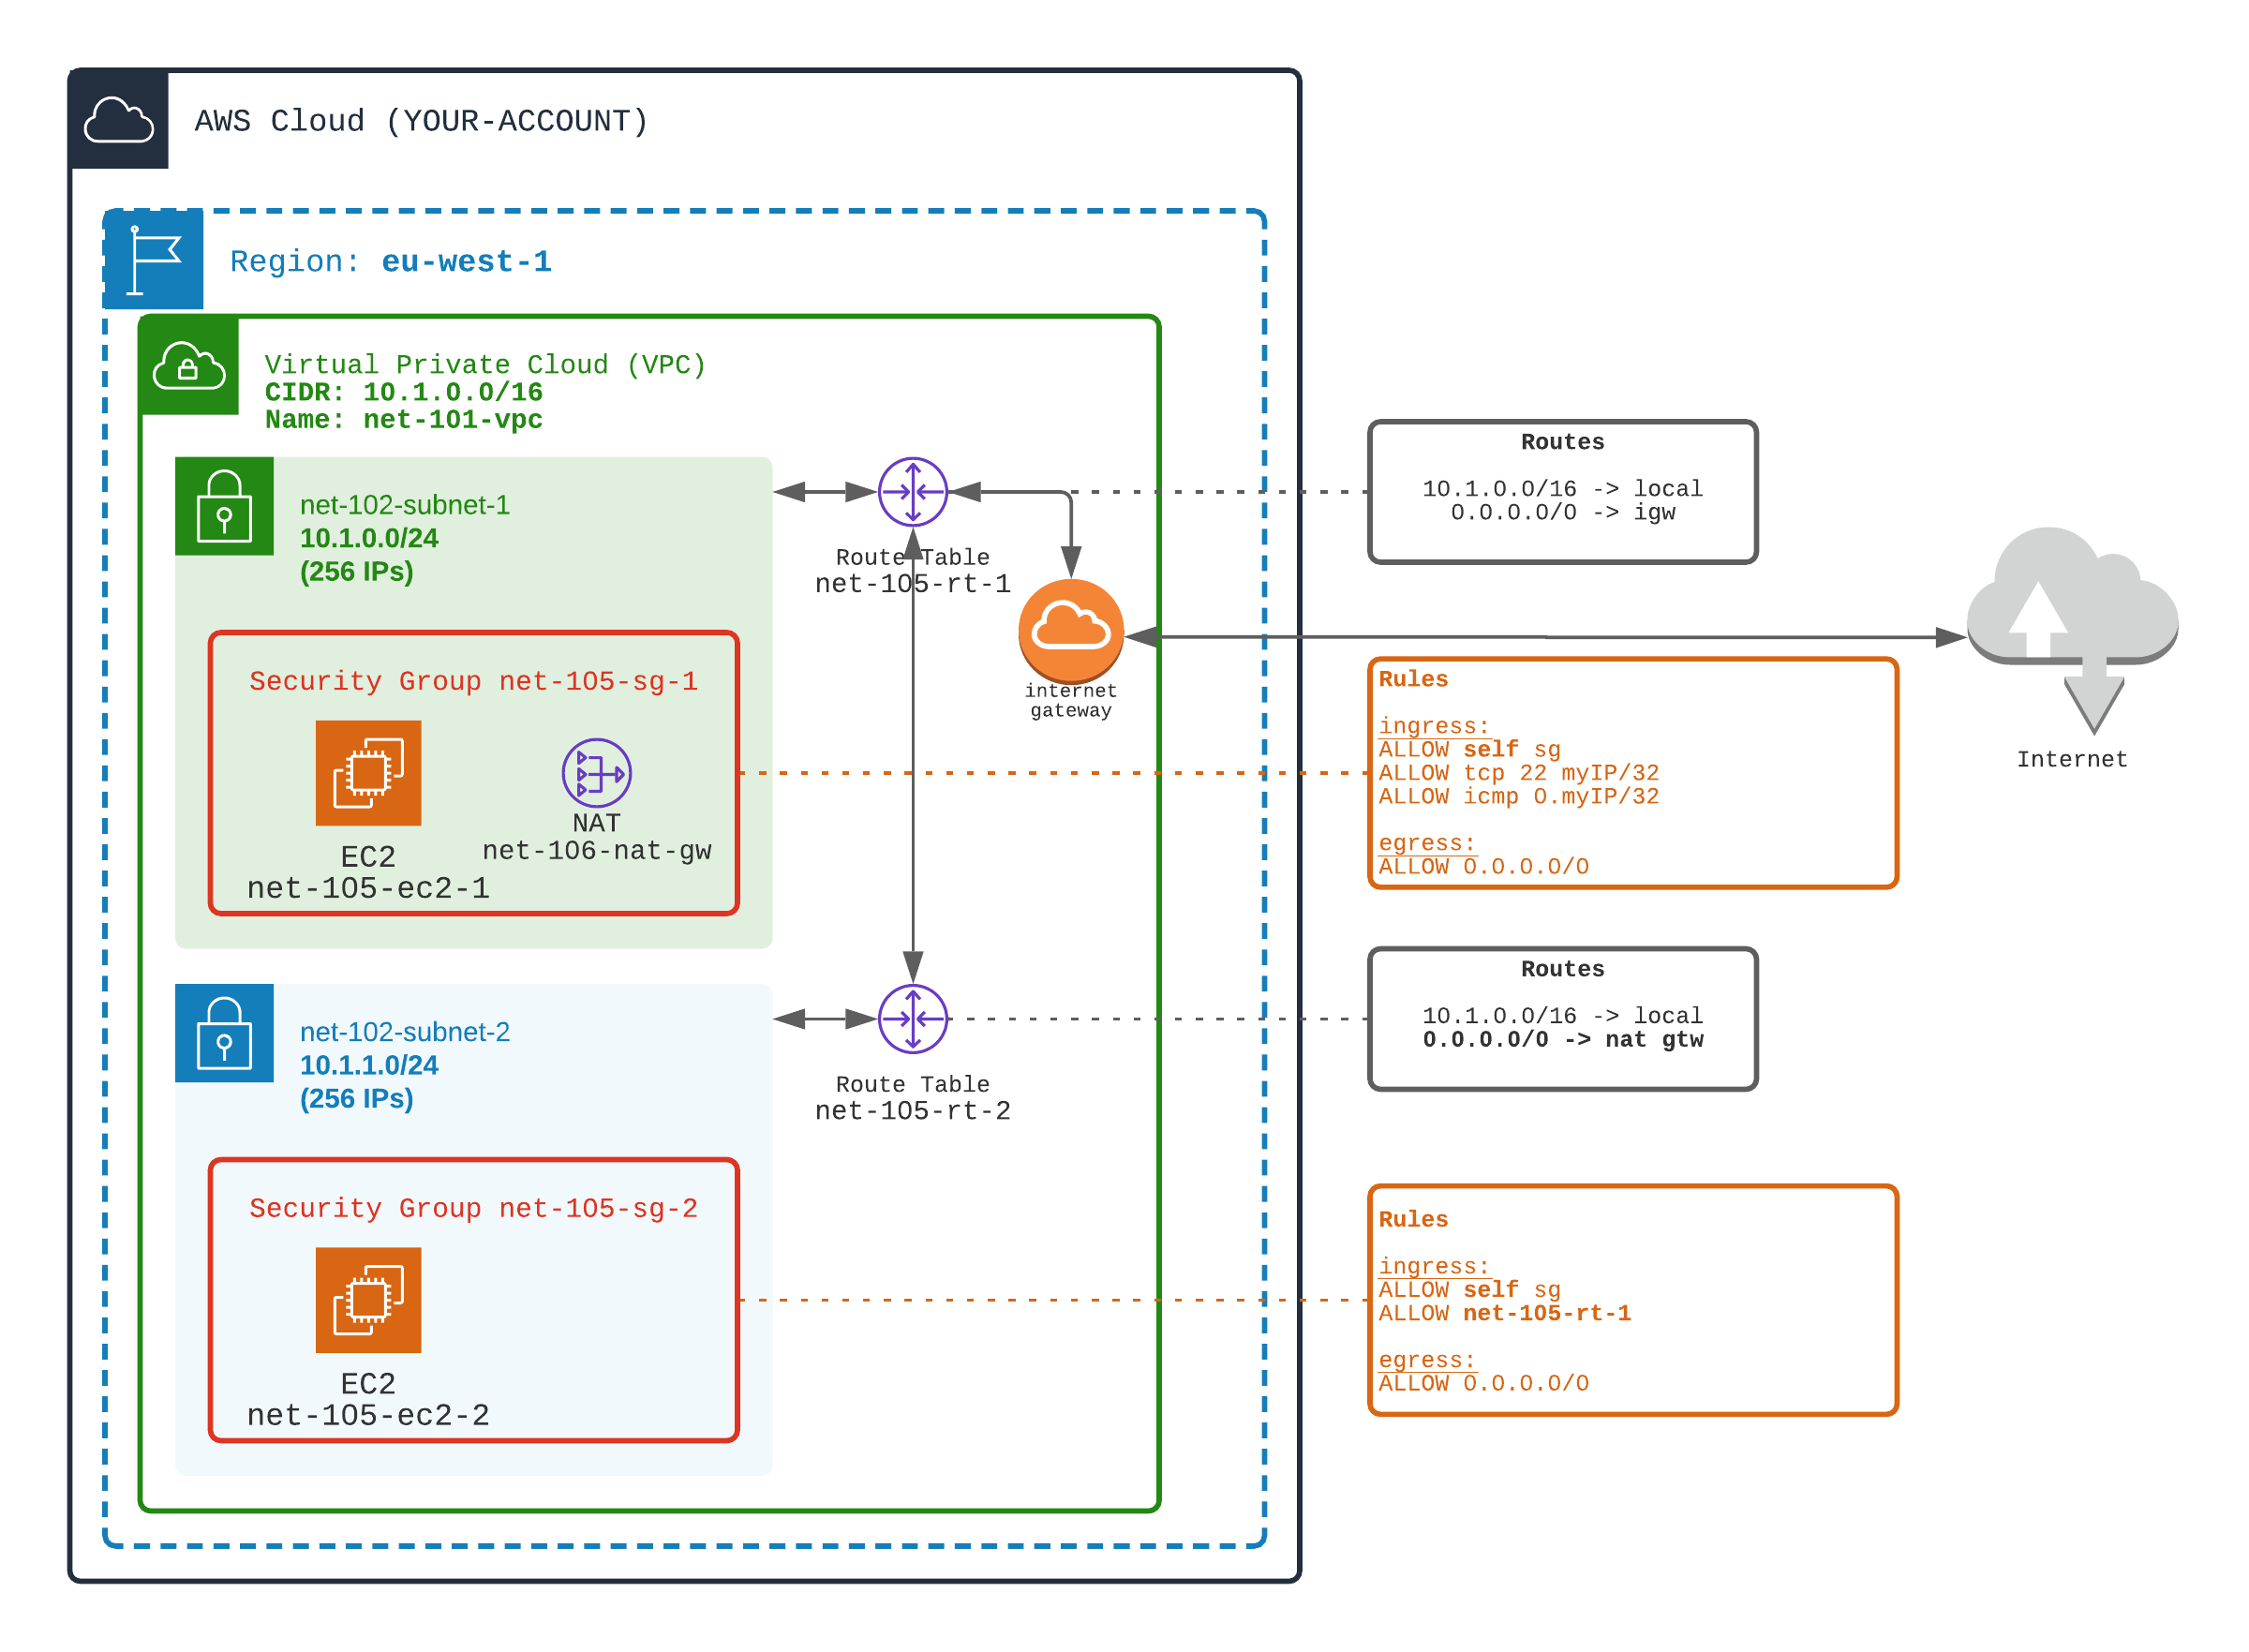 AWS Cloud (YOUR-ACCOUNT)
Region: eu-west-1
Virtual Private Cloud (VPC)
CIDR: 10.1.0.0/16
Name: net-101-vpc
net-102-subnet-1
10.1.0.0/24
(256 IPs)
Security Group net-105-sg-1
EC2
net-105-ec2-1
NAT
net-106-nat-gw
Route Table
net-105-rt-1
internet
gateway
Routes
10.1.0.0/16 -> local
0.0.0.0/0 -> igw
Internet
Rules
ingress:
ALLOW self sg
ALLOW tcp 22 myIP/32
ALLOW icmp 0.myIP/32
egress:
ALLOW 0.0.0.0/0
net-102-subnet-2
10.1.1.0/24
(256 IPs)
Security Group net-105-sg-2
EC2
net-105-ec2-2
Route Table
net-105-rt-2
Routes
10.1.0.0/16 -> local
0.0.0.0/0 -> nat gtw
Rules
ingress:
ALLOW self sg
ALLOW net-105-rt-1
egress:
ALLOW 0.0.0.0/0